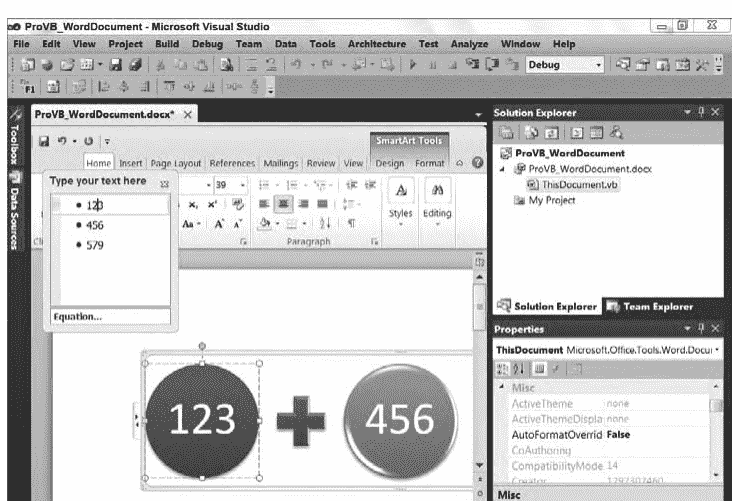 ProVB_WordDocument - Microsoft Visual Studio
File Edit View Project Build Debug Team Data Tools Architecture Test Analyze Window Help
Debug
F1
ProVB_WordDocument.docx*
Toolbox
Data Sources
SmartArt Tools
Home Insert Page Layout References Mailings Review View Design Format
Type your text here
123
456
579
Equation...
39
Aa
Styles
Editing
Paragraph
123
456
Solution Explorer
ProVB_WordDocument
ProVB_WordDocument.docx
ThisDocument.vb
My Project
Solution Explorer Team Explorer
Properties
ThisDocument Microsoft.Office.Tools.Word.Docu
Misc
ActiveTheme none
ActiveThemeDispla none
AutoFormatOverrid False
CoAuthoring
CompatibilityMode 14
Creator 1297307460
Misc